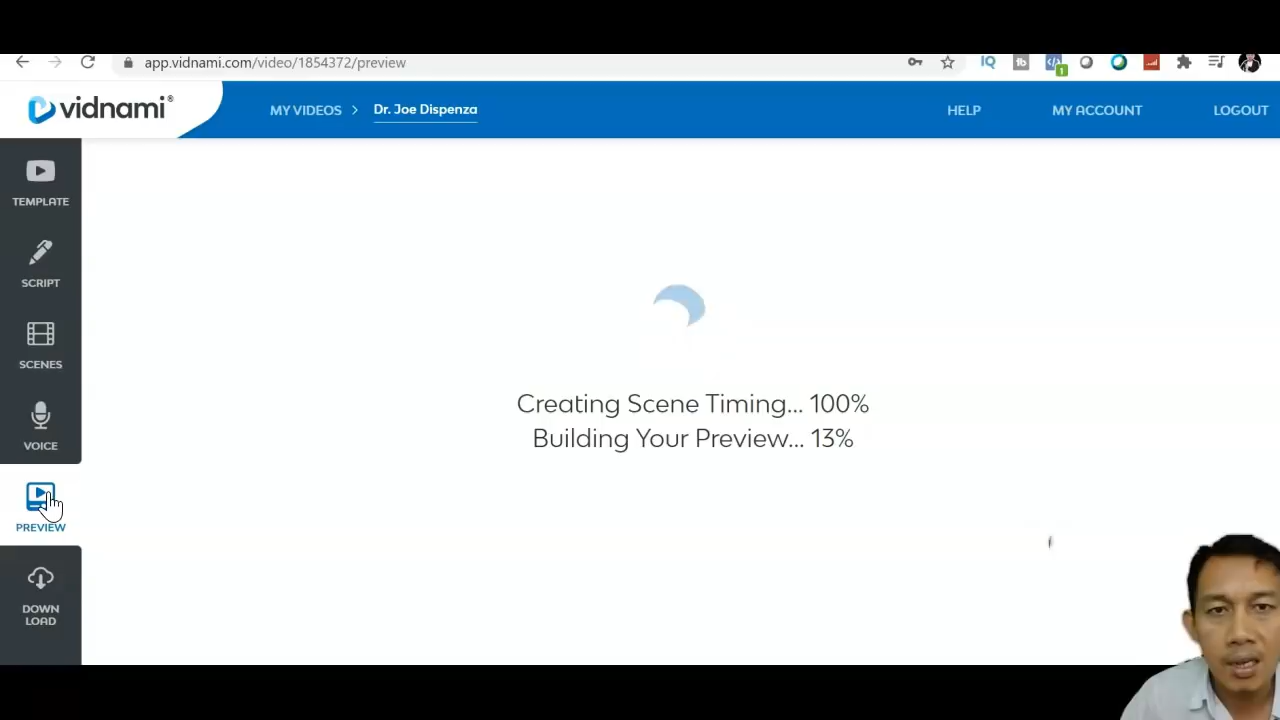 app.vidnami.com/video/1854372/preview
1
vidnami®
MY VIDEOS > Dr. Joe Dispenza
HELP
MY ACCOUNT
LOGOUT
TEMPLATE
SCRIPT
SCENES
VOICE
PREVIEW
DOWN
LOAD
Creating Scene Timing... 100%
Building Your Preview... 13%